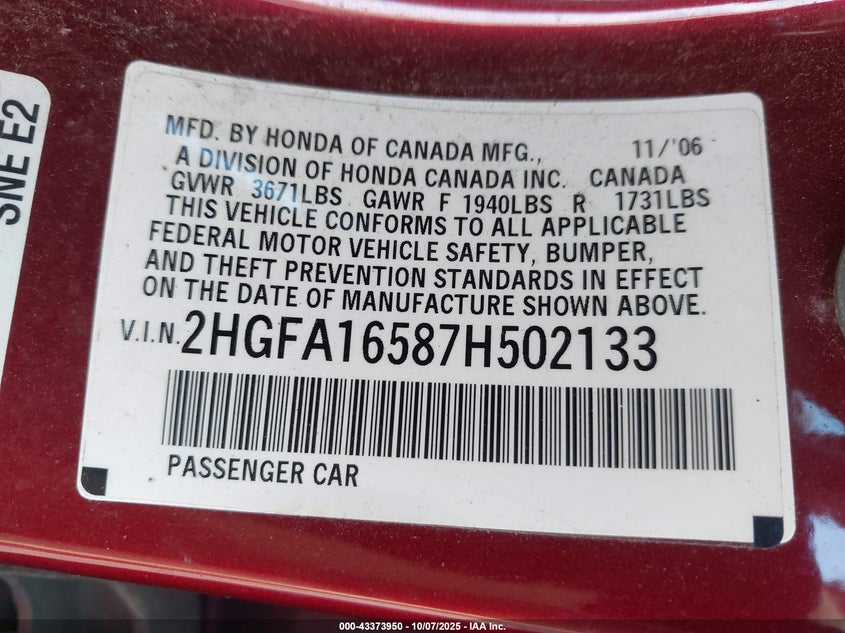 SNE E2
MFD. BY HONDA OF CANADA MFG., 11/'06
A DIVISION OF HONDA CANADA INC. CANADA
GVWR 3671LBS GAWR F 1940LBS R 1731LBS
THIS VEHICLE CONFORMS TO ALL APPLICABLE
FEDERAL MOTOR VEHICLE SAFETY, BUMPER,
AND THEFT PREVENTION STANDARDS IN EFFECT
ON THE DATE OF MANUFACTURE SHOWN ABOVE.
V.I.N. 2HGFA16587H502133
PASSENGER CAR
000-43373950 | 10/07/2025 - IAA Inc.